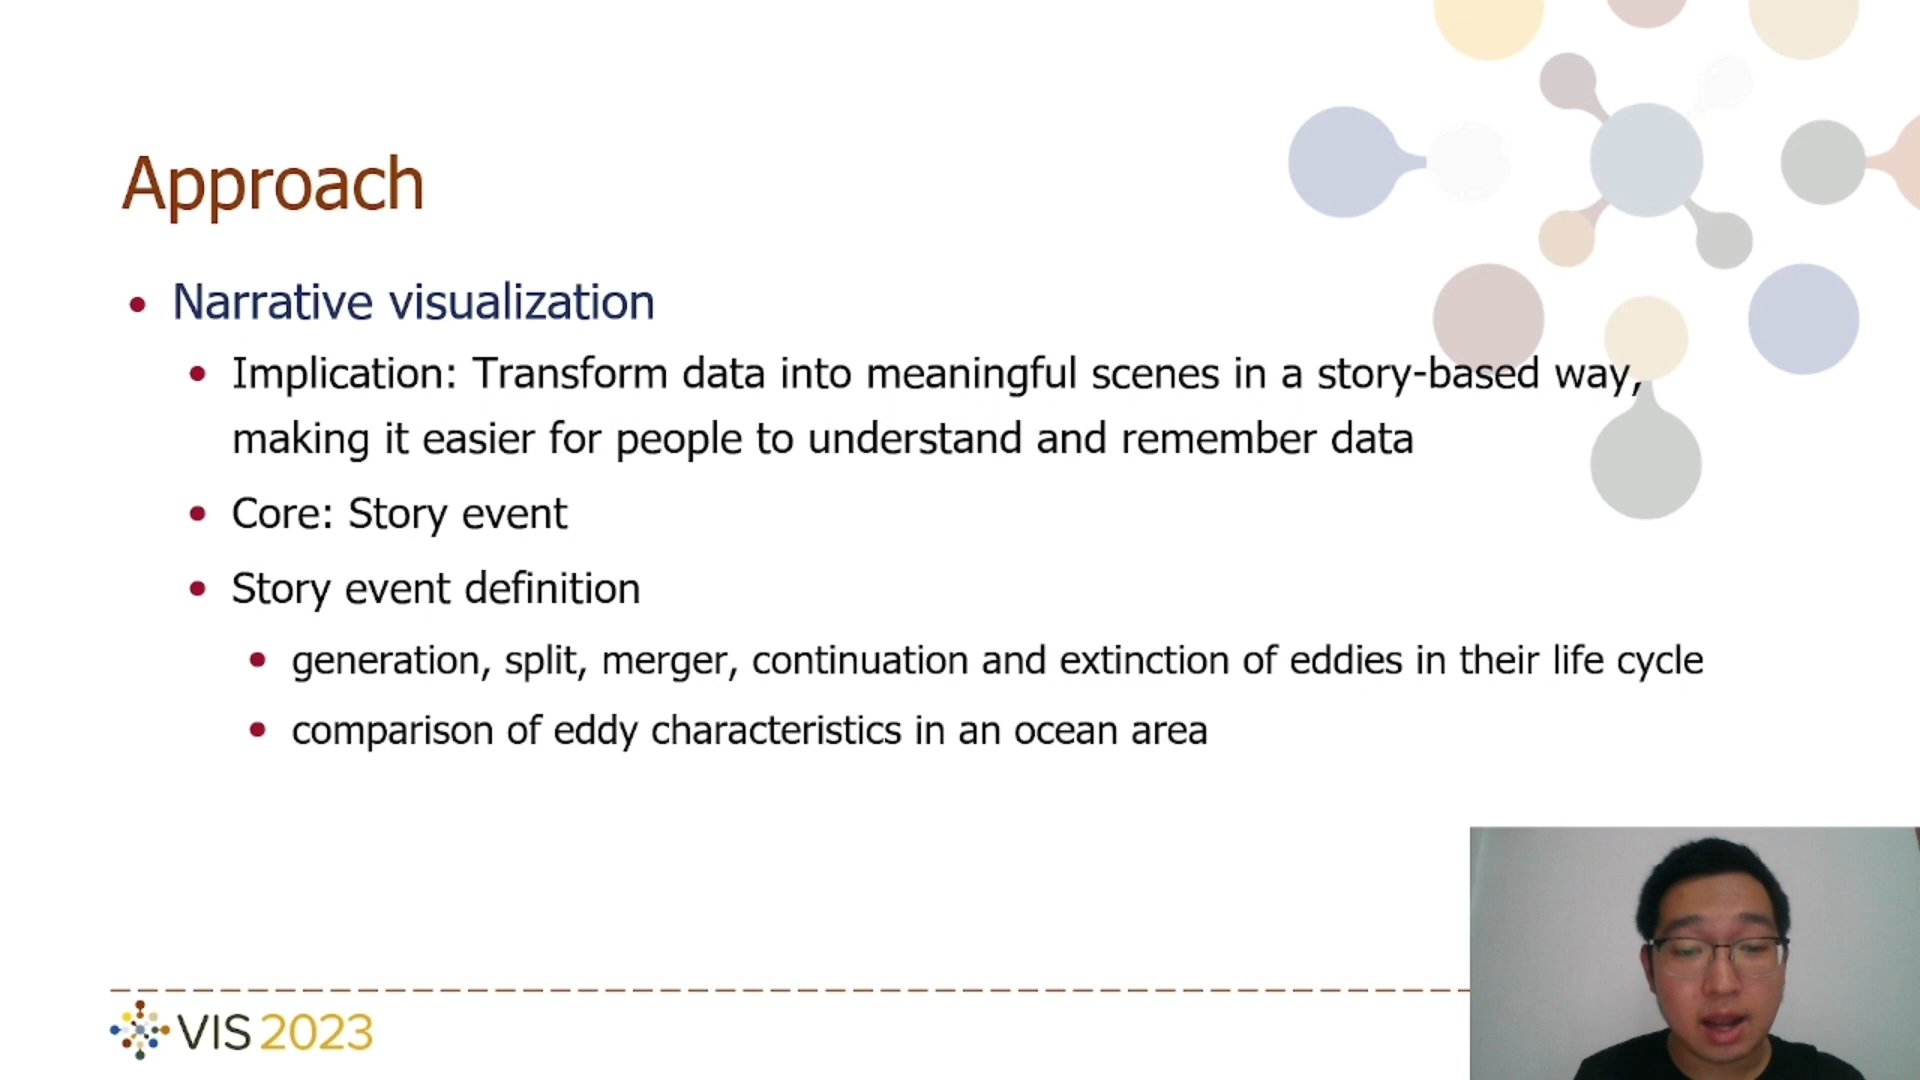 Approach
Narrative visualization
Implication: Transform data into meaningful scenes in a story-based way,
making it easier for people to understand and remember data
Core: Story event
Story event definition
generation, split, merger, continuation and extinction of eddies in their life cycle
comparison of eddy characteristics in an ocean area
VIS 2023